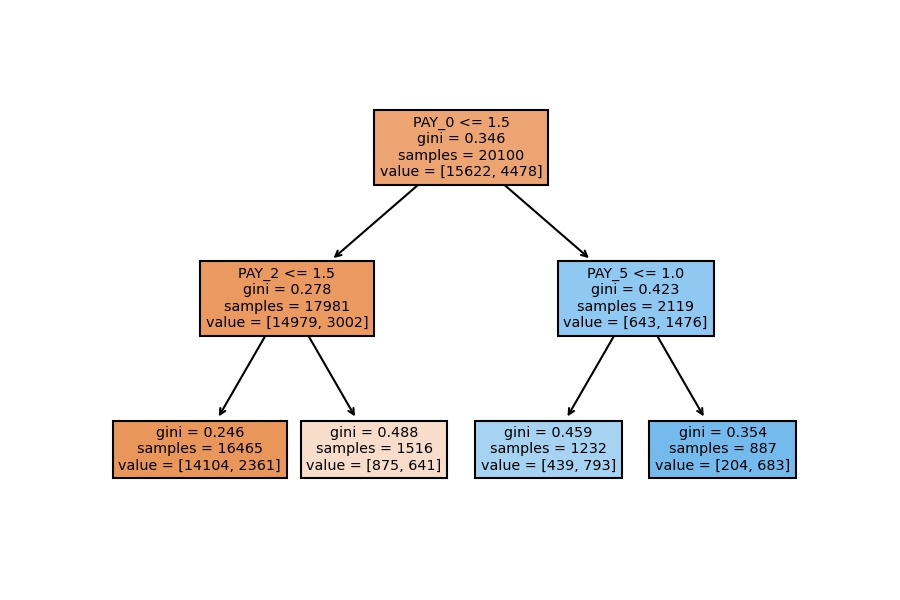 PAY_0 <= 1.5
gini = 0.346
samples = 20100
value = [15622, 4478]
PAY_2 <= 1.5
gini = 0.278
samples = 17981
value = [14979, 3002]
PAY_5 <= 1.0
gini = 0.423
samples = 2119
value = [643, 1476]
gini = 0.246
samples = 16465
value = [14104, 2361]
gini = 0.488
samples = 1516
value = [875, 641]
gini = 0.459
samples = 1232
value = [439, 793]
gini = 0.354
samples = 887
value = [204, 683]